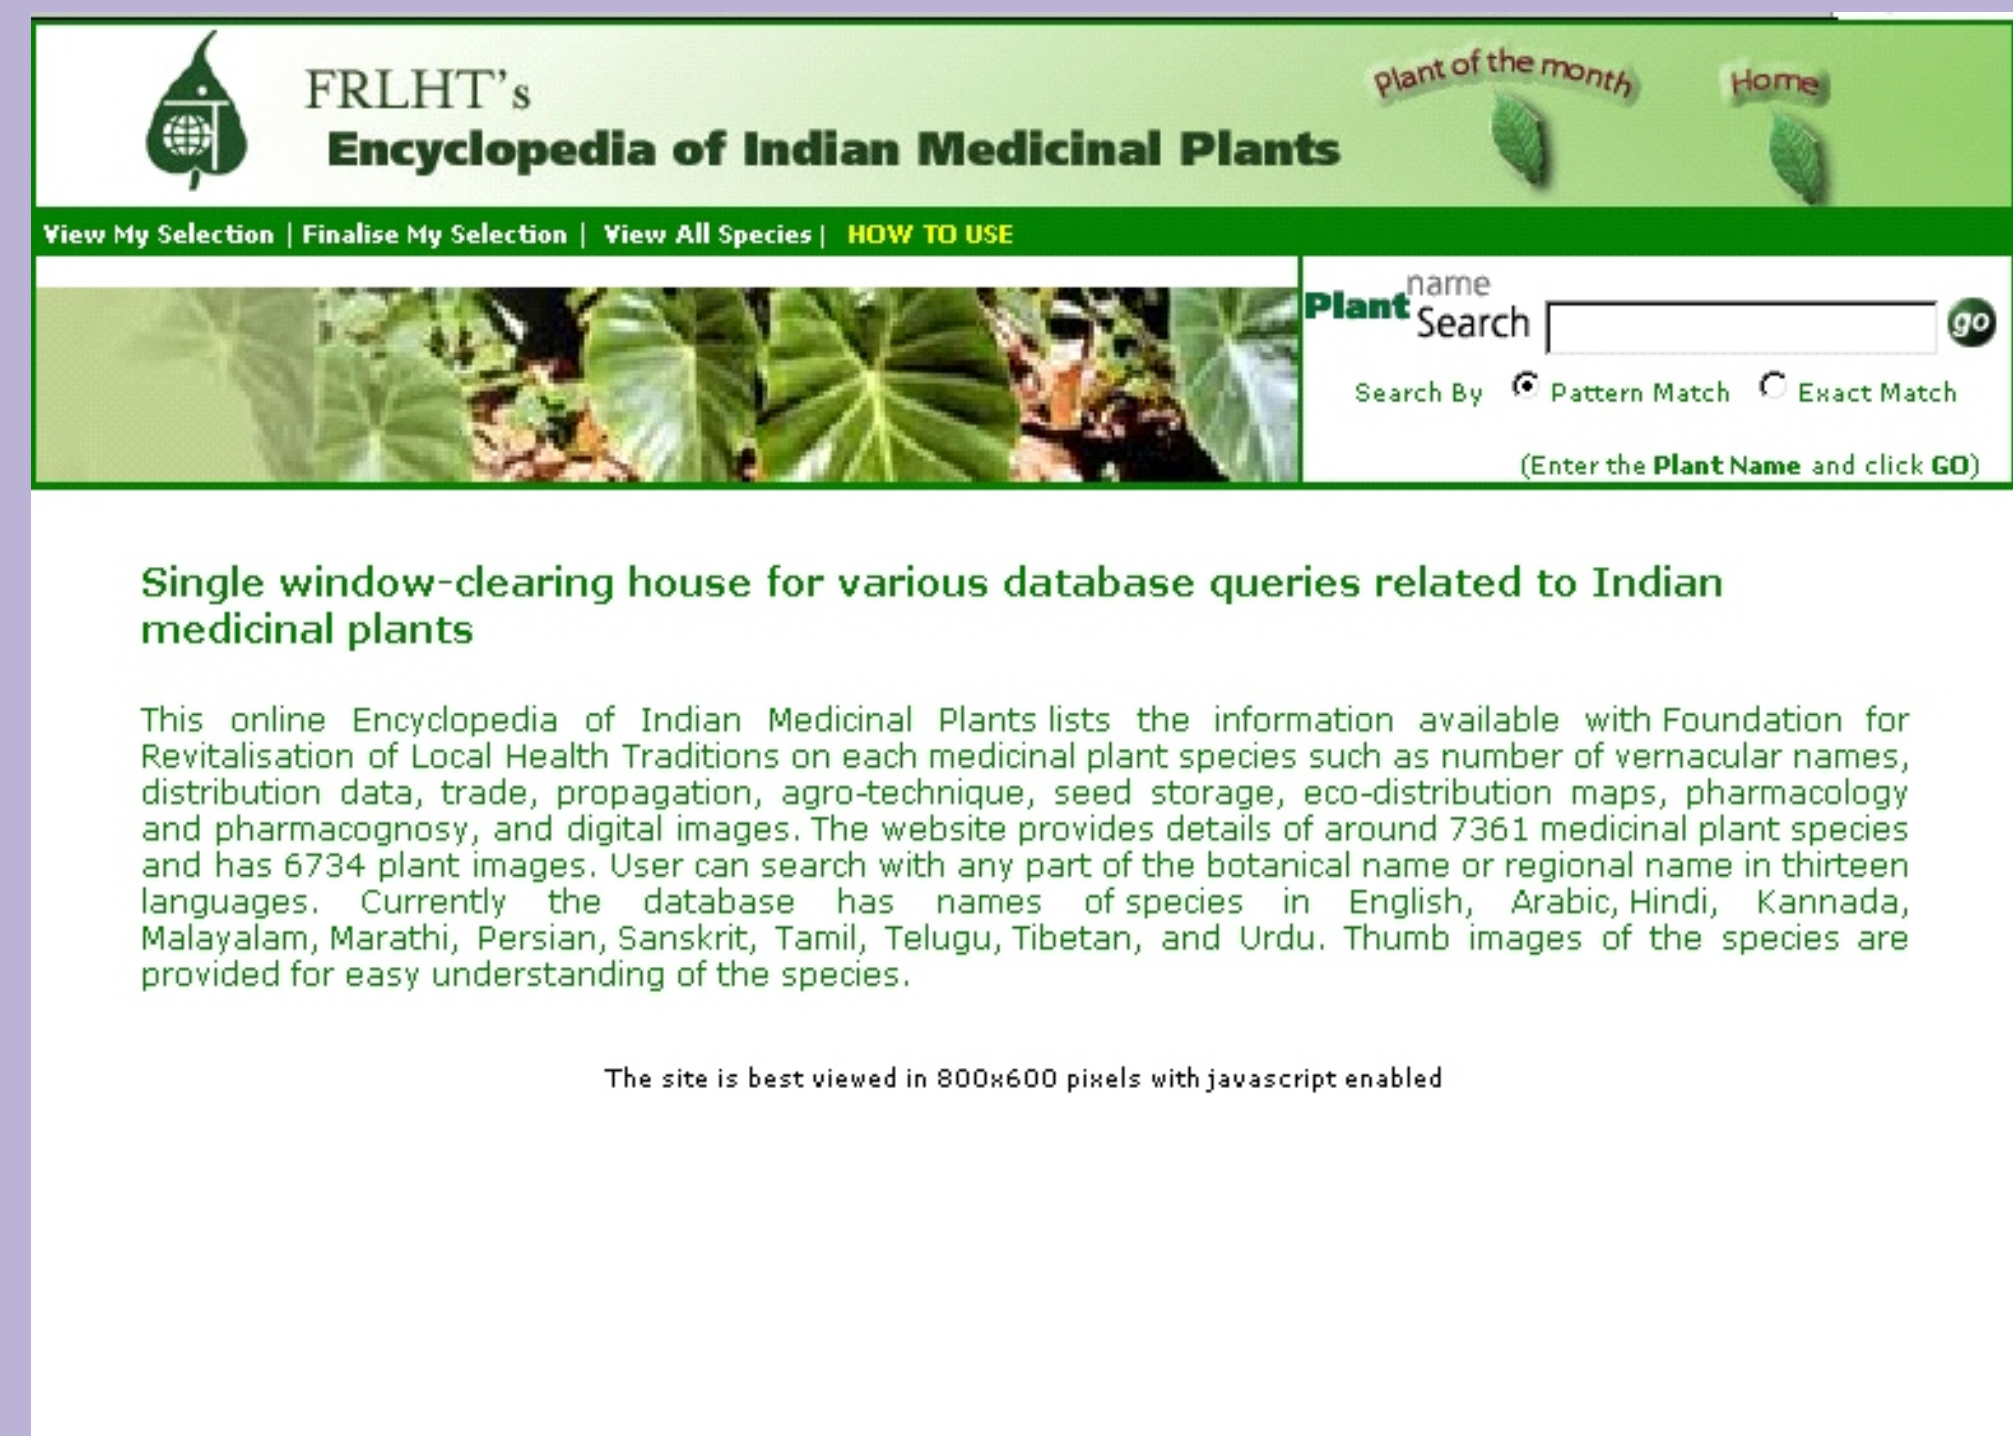 FRLHT's
Encyclopedia of Indian Medicinal Plants
Plant of the month
Home
View My Selection | Finalise My Selection | View All Species | HOW TO USE
Plant name Search
go
Search By Pattern Match Exact Match
(Enter the Plant Name and click GO)
Single window-clearing house for various database queries related to Indian
medicinal plants
This online Encyclopedia of Indian Medicinal Plants lists the information available with Foundation for
Revitalisation of Local Health Traditions on each medicinal plant species such as number of vernacular names,
distribution data, trade, propagation, agro-technique, seed storage, eco-distribution maps, pharmacology
and pharmacognosy, and digital images. The website provides details of around 7361 medicinal plant species
and has 6734 plant images. User can search with any part of the botanical name or regional name in thirteen
languages. Currently the database has names of species in English, Arabic, Hindi, Kannada,
Malayalam, Marathi, Persian, Sanskrit, Tamil, Telugu, Tibetan, and Urdu. Thumb images of the species are
provided for easy understanding of the species.
The site is best viewed in 800x600 pixels with javascript enabled